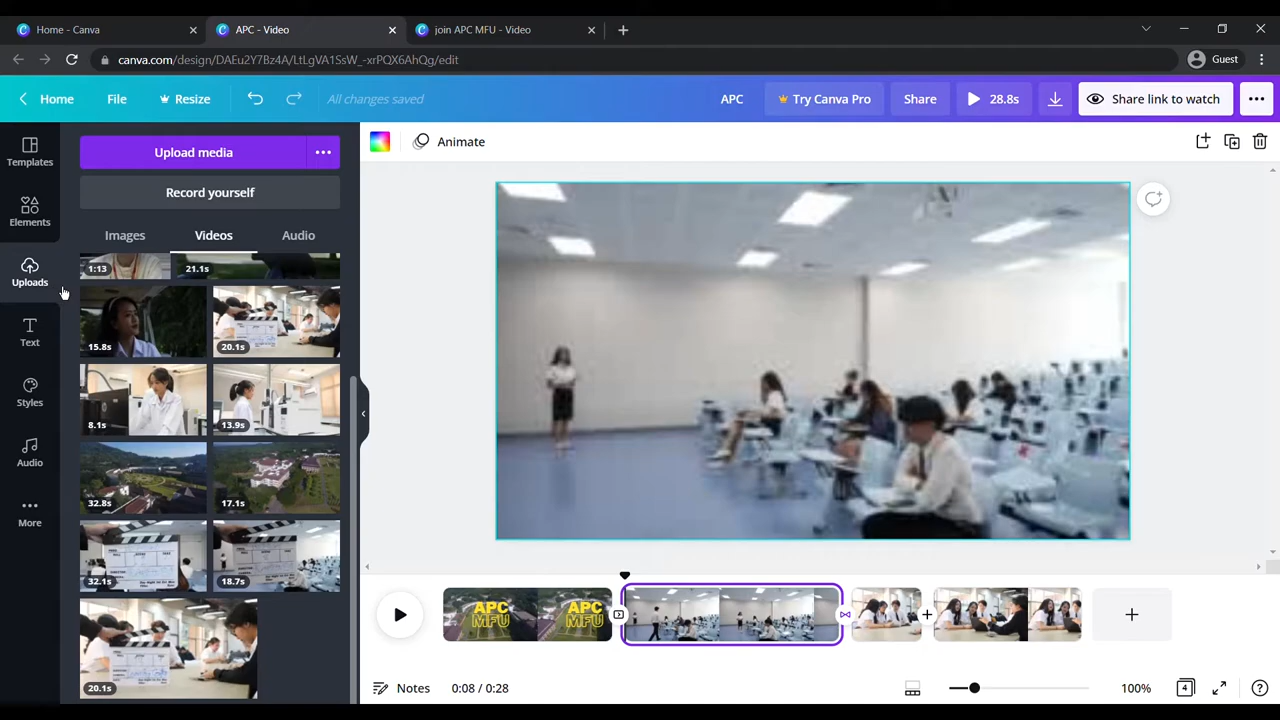 Home - Canva
APC - Video
join APC MFU - Video
canva.com/design/DAEu2Y7Bz4A/LtLgVA1SsW_-xrPQX6AhQg/edit
Guest
Home
File
Resize
All changes saved
APC
Try Canva Pro
Share
28.8s
Share link to watch
Templates
Elements
Uploads
Text
Styles
Audio
More
Upload media
Record yourself
Images
Videos
Audio
1:13
21.1s
15.8s
20.1s
8.1s
13.9s
32.8s
17.1s
32.1s
18.7s
20.1s
Animate
APC
MFU
APC
MFU
Notes
0:08 / 0:28
100%
4